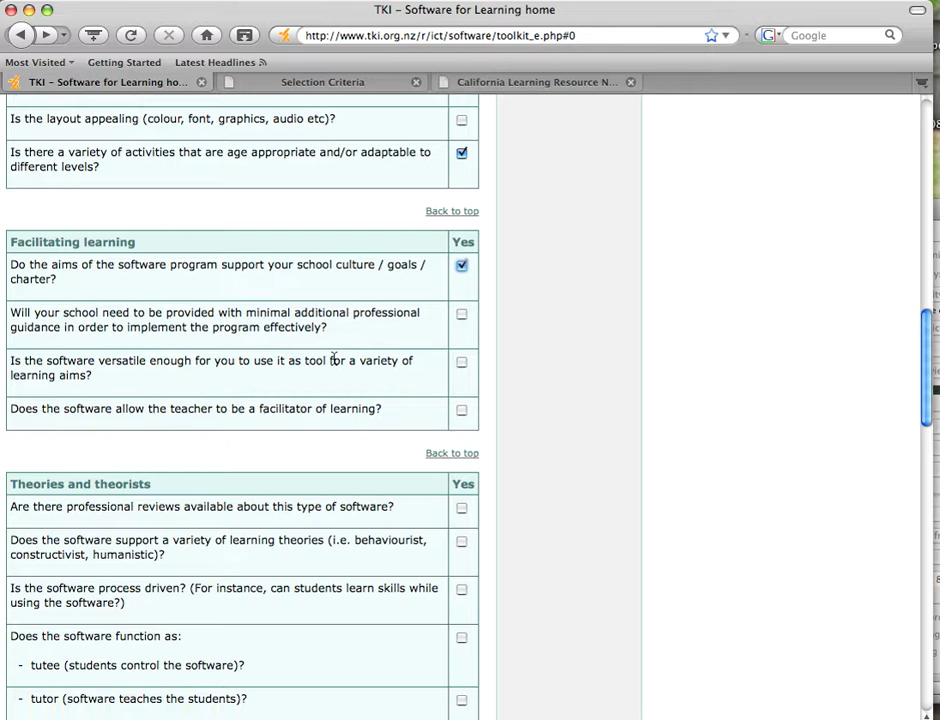 TKI – Software for Learning home
http://www.tki.org.nz/r/ict/software/toolkit_e.php#0
Google
Most Visited
Getting Started
Latest Headlines
TKI – Software for Learning ho...
Selection Criteria
California Learning Resource N...
Is the layout appealing (colour, font, graphics, audio etc)?
Is there a variety of activities that are age appropriate and/or adaptable to
different levels?
Back to top
Facilitating learning
Yes
Do the aims of the software program support your school culture / goals /
charter?
Will your school need to be provided with minimal additional professional
guidance in order to implement the program effectively?
Is the software versatile enough for you to use it as tool for a variety of
learning aims?
Does the software allow the teacher to be a facilitator of learning?
Back to top
Theories and theorists
Yes
Are there professional reviews available about this type of software?
Does the software support a variety of learning theories (i.e. behaviourist,
constructivist, humanistic)?
Is the software process driven? (For instance, can students learn skills while
using the software?)
Does the software function as:
- tutee (students control the software)?
- tutor (software teaches the students)?